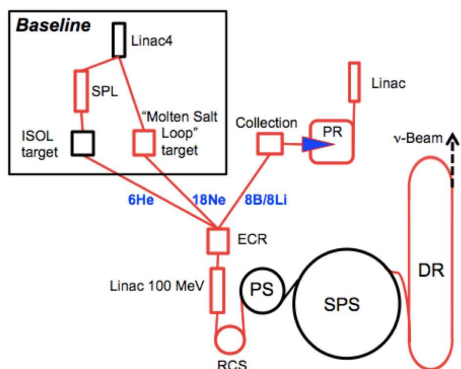 Baseline
Linac4
SPL
ISOL
target
“Molten Salt
Loop”
target
Linac
Collection
PR
ν-Beam
6He
18Ne
8B/8Li
ECR
Linac 100 MeV
PS
SPS
DR
RCS